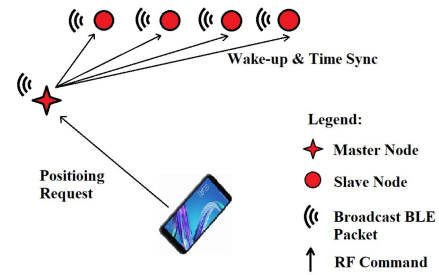 Wake-up & Time Sync
Legend:
Master Node
Positioing
Request
Slave Node
Broadcast BLE
Packet
RF Command